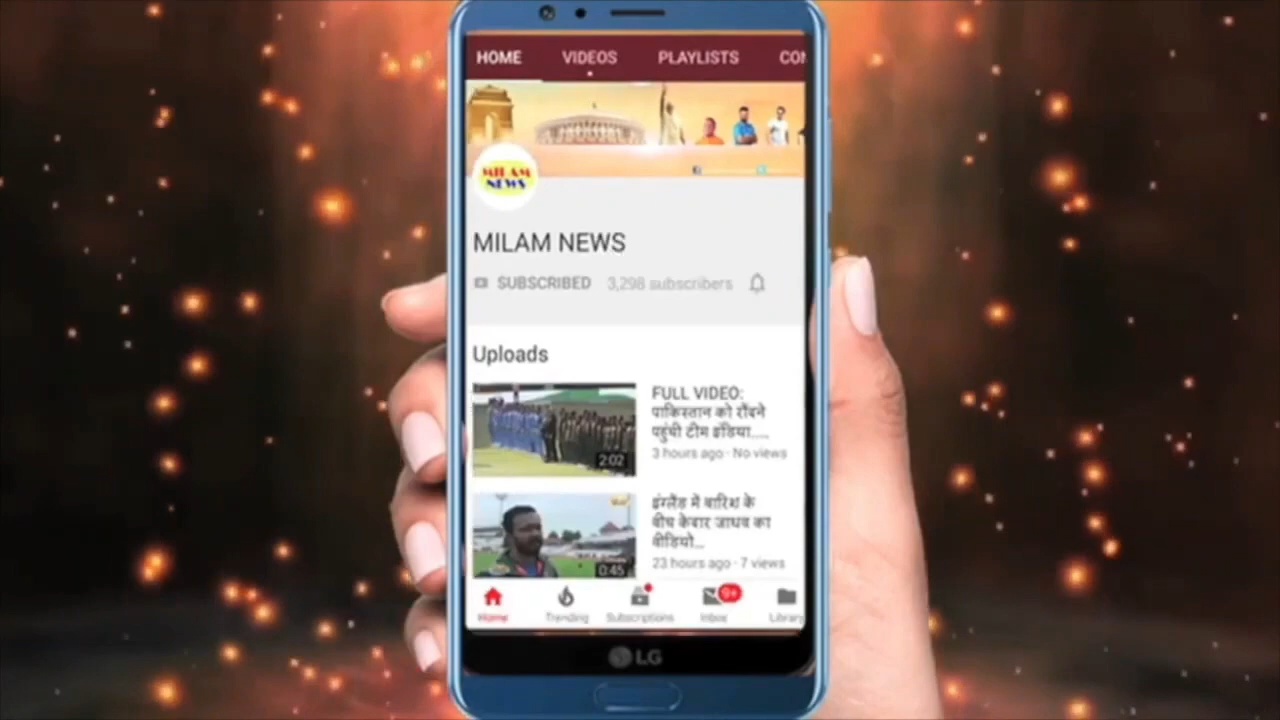 HOME VIDEOS PLAYLISTS CON
MILAM
NEWS
MILAM NEWS
SUBSCRIBED 3,298 subscribers
Uploads
FULL VIDEO:
पाकिस्तान को रौंदने
पहुंची टीम इंडिया.....
3 hours ago · No views
2:02
इंग्लैंड में बारिश के
बीच केदार जाधव का
वीडियो...
23 hours ago · 7 views
0:45
9+
Home Trending Subscriptions Inbox Library
LG